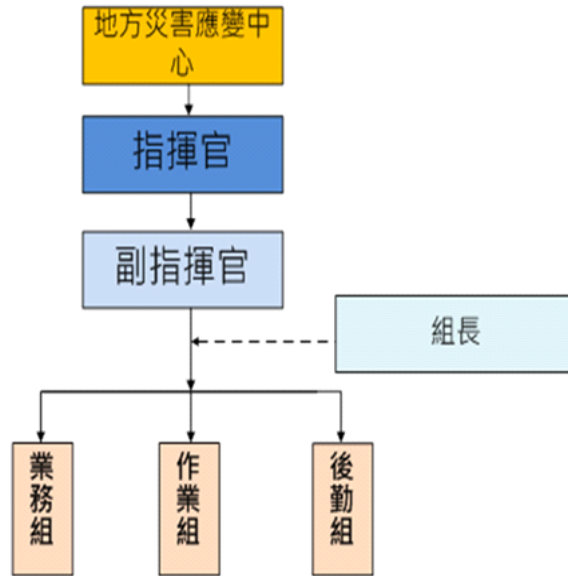 地方災害應變中
心
指揮官
副指揮官
組長
業務組
作業組
後勤組